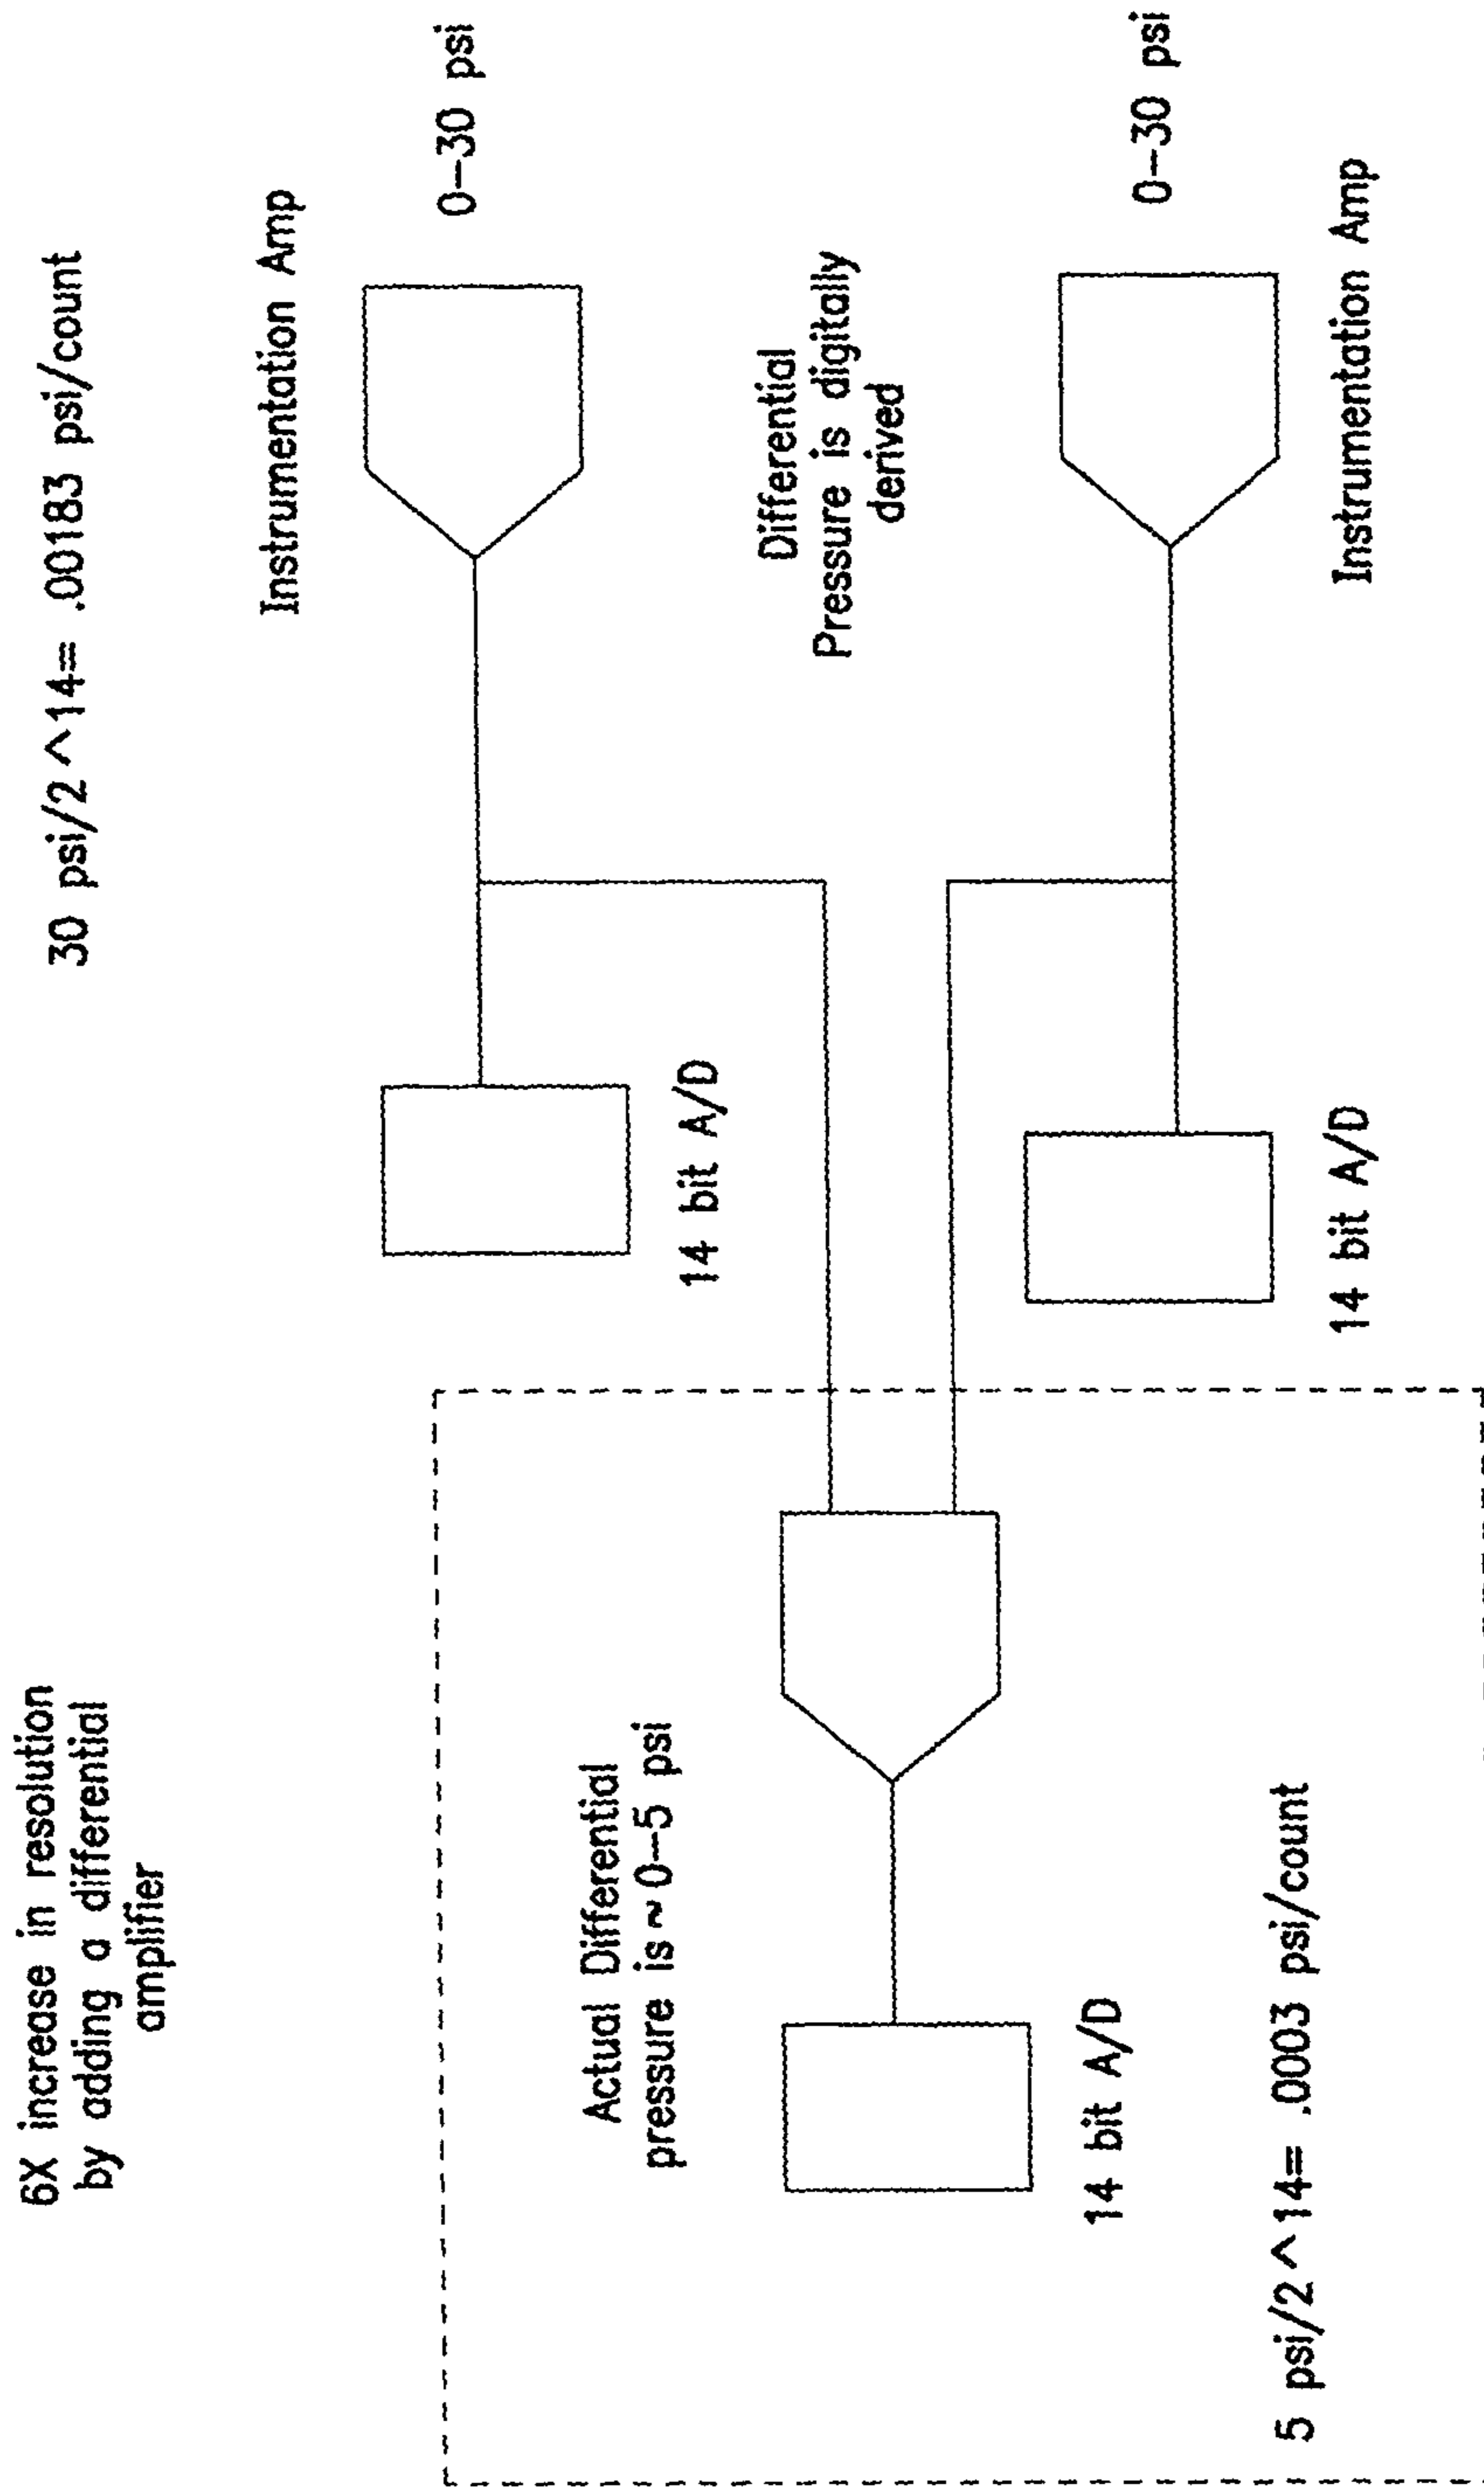 6X increase in resolution
by adding a differential
amplifier
30 psi/2^14= .00183 psi/count
Instrumentation Amp
0-30 psi
14 bit A/D
Actual Differential
pressure is ~0-5 psi
Differential
Pressure is digitally
derived
14 bit A/D
0-30 psi
5 psi/2^14= .0003 psi/count
14 bit A/D
Instrumentation Amp